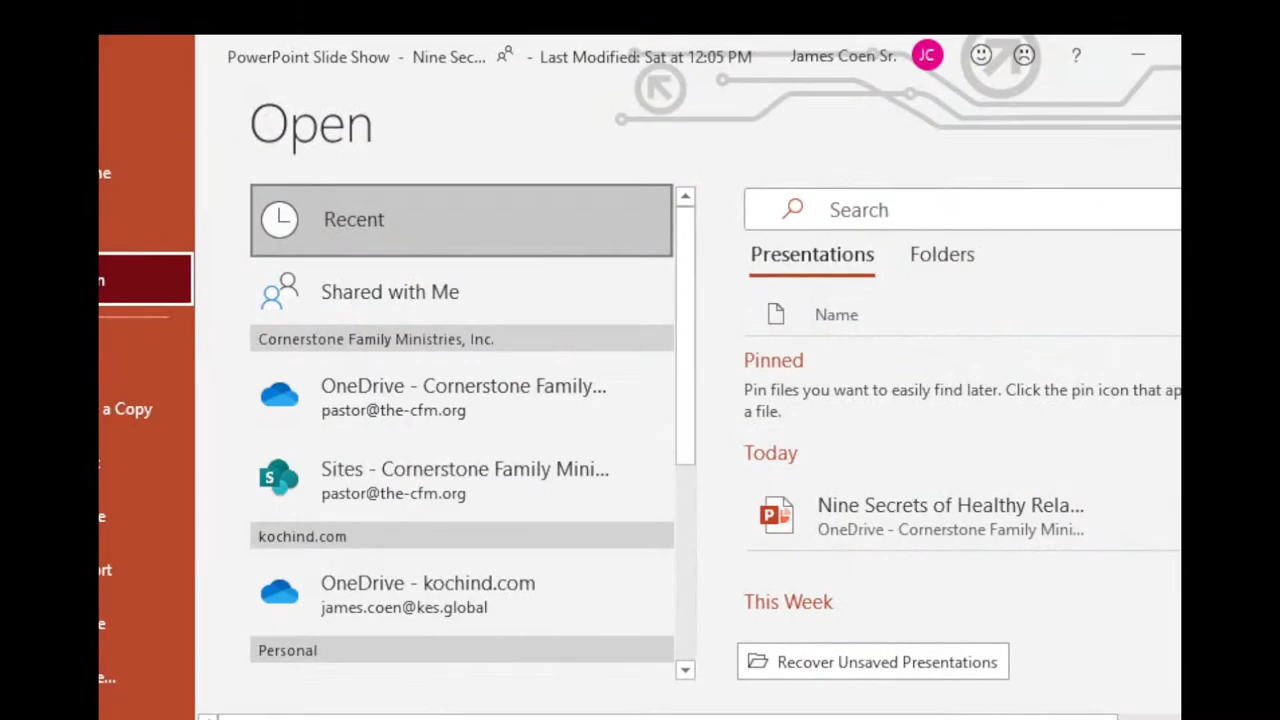 PowerPoint Slide Show - Nine Sec... - Last Modified: Sat at 12:05 PM James Coen Sr. JC ?
Open
ne
n
a Copy
t
e
ort
e
e...
Recent
Shared with Me
Cornerstone Family Ministries, Inc.
OneDrive - Cornerstone Family...
pastor@the-cfm.org
S
Sites - Cornerstone Family Mini...
pastor@the-cfm.org
kochind.com
OneDrive - kochind.com
james.coen@kes.global
Personal
Search
Presentations Folders
Name
Pinned
Pin files you want to easily find later. Click the pin icon that ap
a file.
Today
P
Nine Secrets of Healthy Rela...
OneDrive - Cornerstone Family Mini...
This Week
Recover Unsaved Presentations